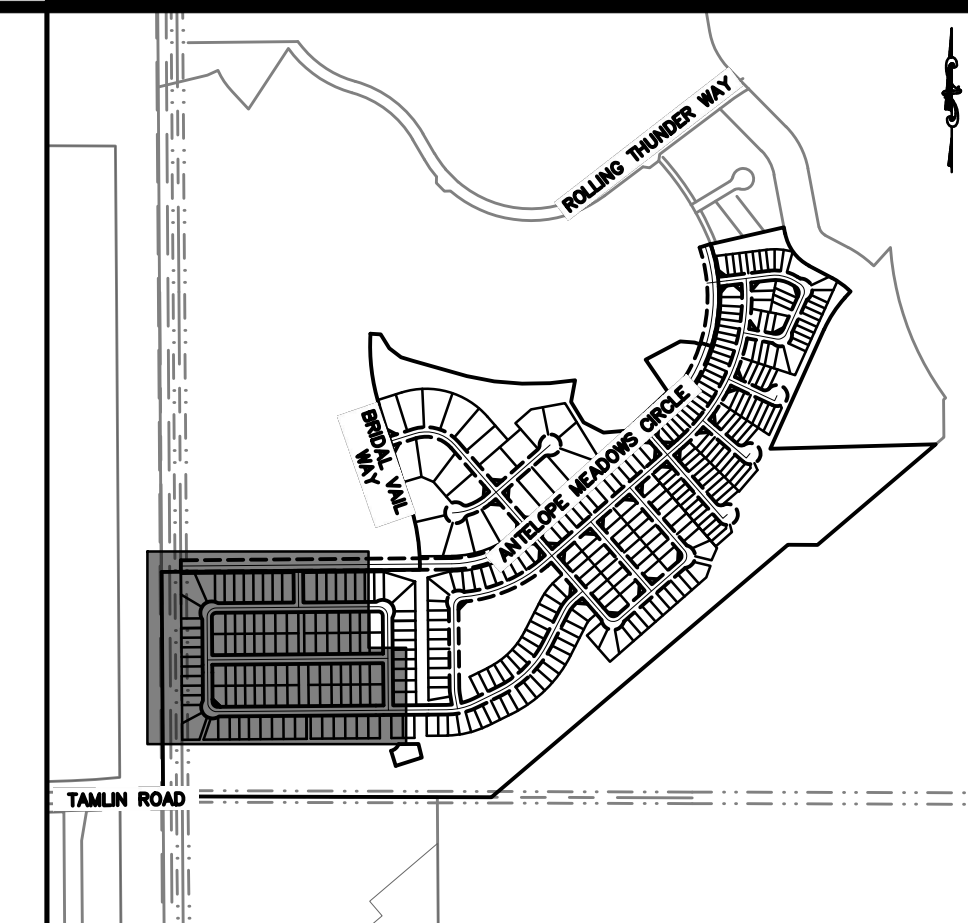 ROLLING THUNDER WAY
BRIDAL VAIL
WAY
ANTELOPE MEADOWS CIRCLE
TAMLIN ROAD